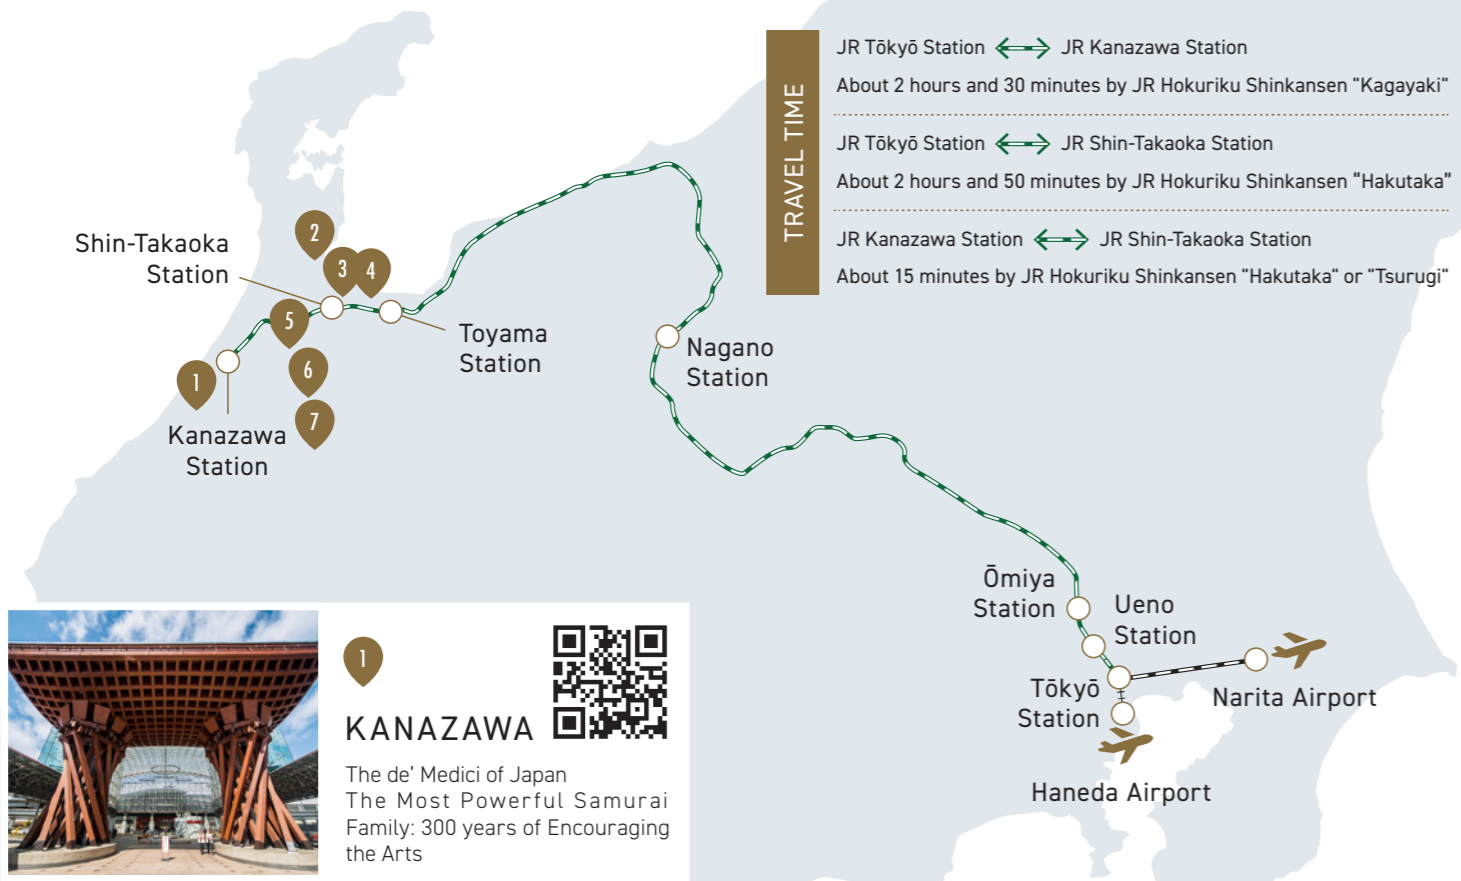 TRAVEL TIME
JR Tōkyō Station
JR Kanazawa Station
About 2 hours and 30 minutes by JR Hokuriku Shinkansen "Kagayaki"
JR Tōkyō Station
JR Shin-Takaoka Station
About 2 hours and 50 minutes by JR Hokuriku Shinkansen “Hakutaka”
JR Kanazawa Station
JR Shin-Takaoka Station
About 15 minutes by JR Hokuriku Shinkansen "Hakutaka" or "Tsurugi"
Shin-Takaoka
Station
2
3
4
5
1
6
7
Toyama
Station
Kanazawa
Station
Nagano
Station
Ōmiya
Station
Ueno
Station
Tōkyō
Station
Narita Airport
Haneda Airport
1
KANAZAWA
The de’ Medici of Japan
The Most Powerful Samurai
Family: 300 years of Encouraging
the Arts